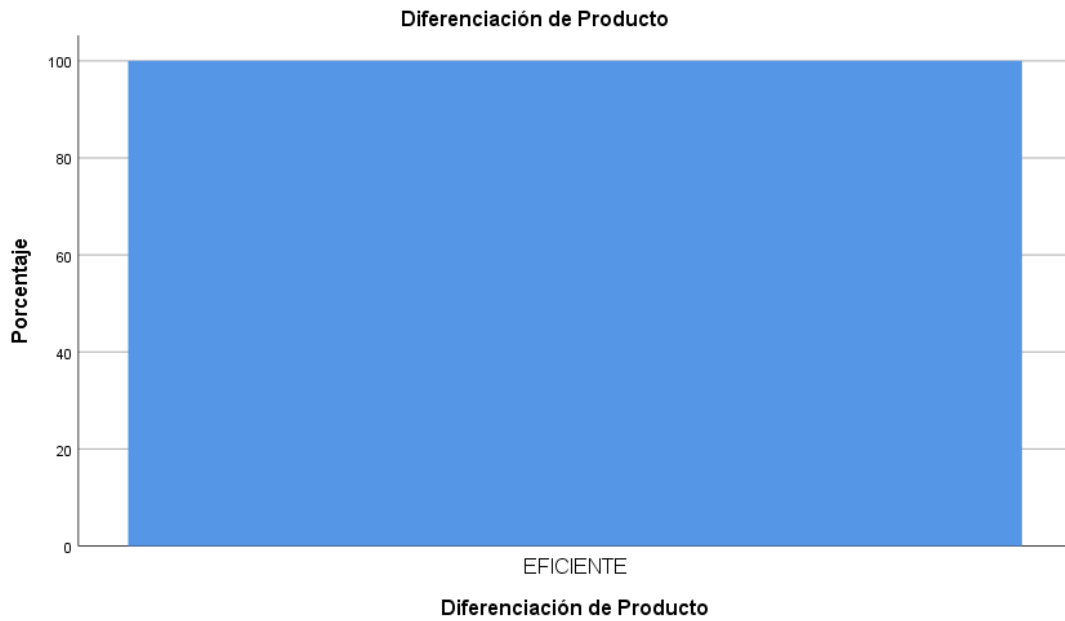 Diferenciación de Producto
100
80
60
40
20
0
Porcentaje
EFICIENTE
Diferenciación de Producto